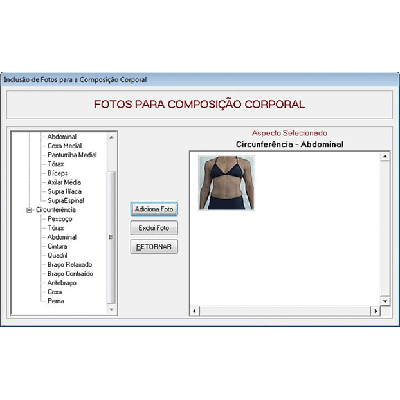 Inclusão de Fotos para a Composição Corporal
FOTOS PARA COMPOSIÇÃO CORPORAL
Abdominal
Coxa Medial
Panturrilha Medial
Tórax
Bíceps
Axilar Média
Supra Ilíaca
SupraEspinal
Circunferência
Pescoço
Tórax
Abdominal
Cintura
Quadril
Braço Relaxado
Braço Contraído
Antebraço
Coxa
Perna
Adiciona Foto
Exclui Foto
RETORNAR
Aspecto Selecionado
Circunferência - Abdominal